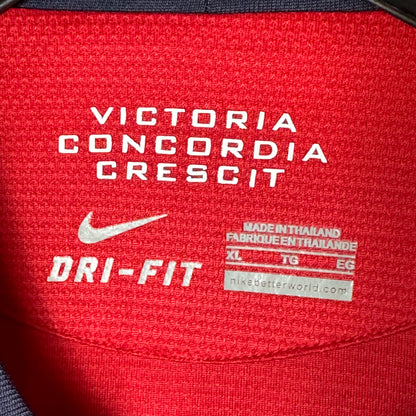 VICTORIA
CONCORDIA
CRESCIT
DRI-FIT
MADE IN THAILAND
FABRIQUE EN THAILANDE
XL TG EG
nikebetterworld.com